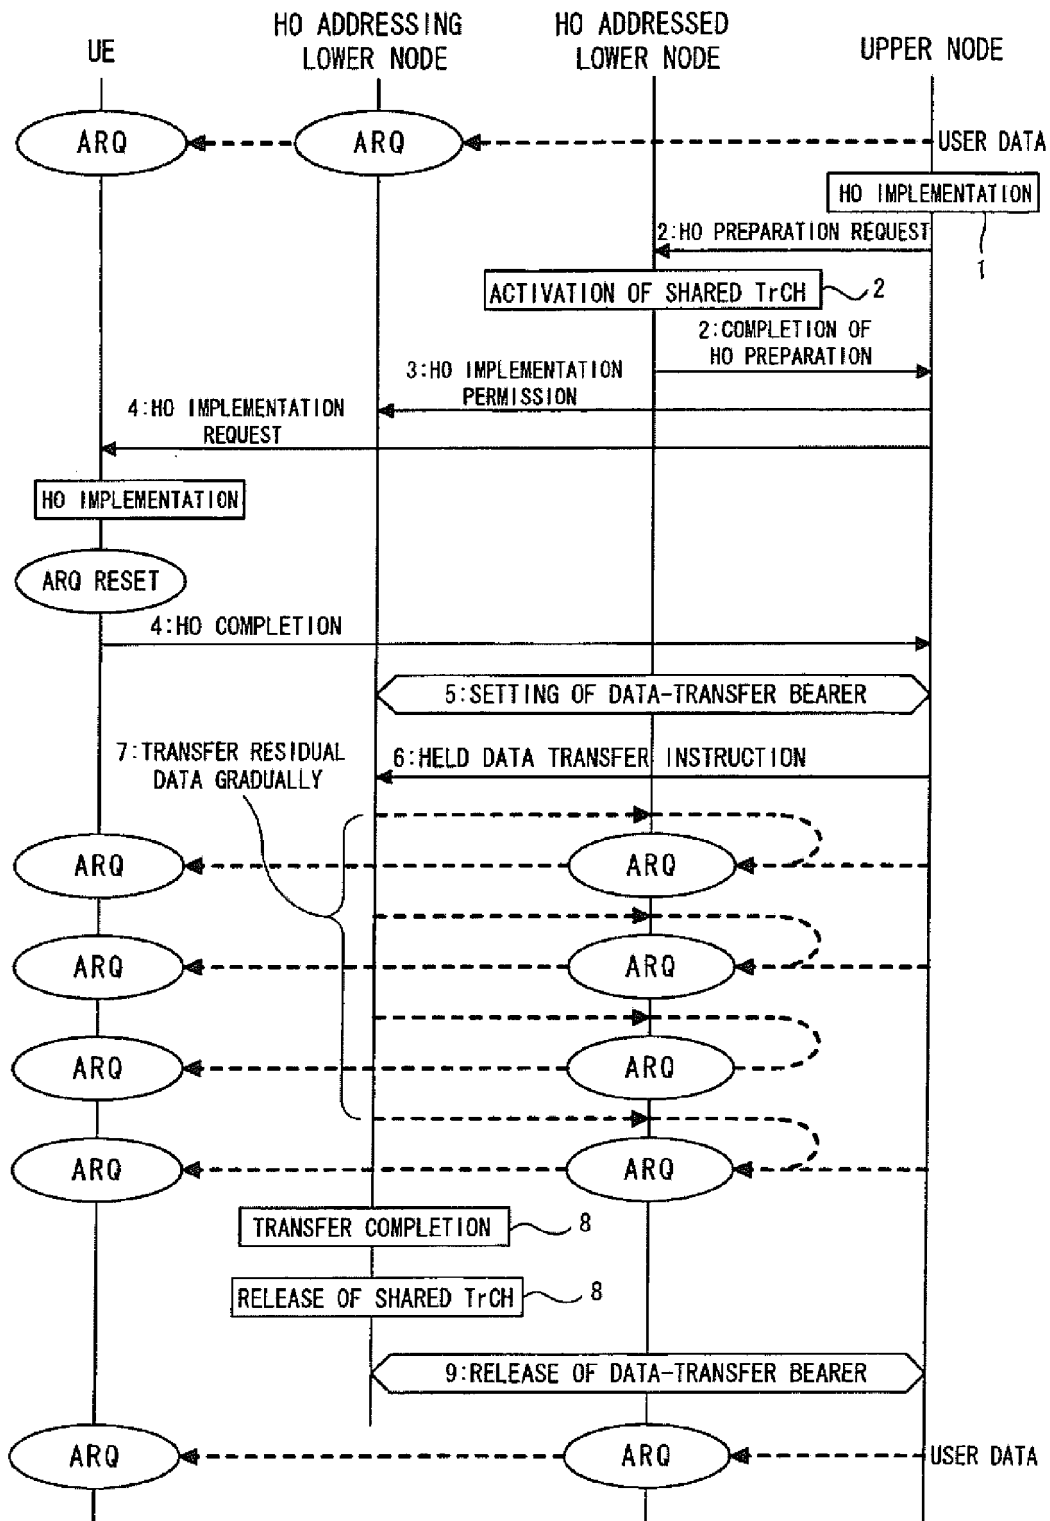 UE
HO ADDRESSING
LOWER NODE
HO ADDRESSED
LOWER NODE
UPPER NODE
ARQ
ARQ
USER DATA
HO IMPLEMENTATION
1
2:HO PREPARATION REQUEST
ACTIVATION OF SHARED TrCH
2
2:COMPLETION OF
HO PREPARATION
3:HO IMPLEMENTATION
PERMISSION
4:HO IMPLEMENTATION
REQUEST
HO IMPLEMENTATION
ARQ RESET
4:HO COMPLETION
5:SETTING OF DATA-TRANSFER BEARER
7:TRANSFER RESIDUAL
DATA GRADUALLY
6:HELD DATA TRANSFER INSTRUCTION
ARQ
ARQ
ARQ
ARQ
ARQ
ARQ
ARQ
ARQ
TRANSFER COMPLETION
8
RELEASE OF SHARED TrCH
8
9:RELEASE OF DATA-TRANSFER BEARER
ARQ
ARQ
USER DATA